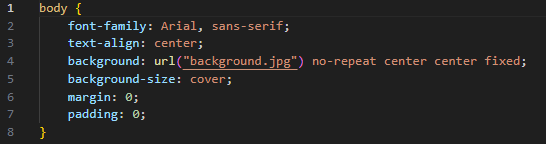 1 body {
2     font-family: Arial, sans-serif;
3     text-align: center;
4     background: url("background.jpg") no-repeat center center fixed;
5     background-size: cover;
6     margin: 0;
7     padding: 0;
8 }